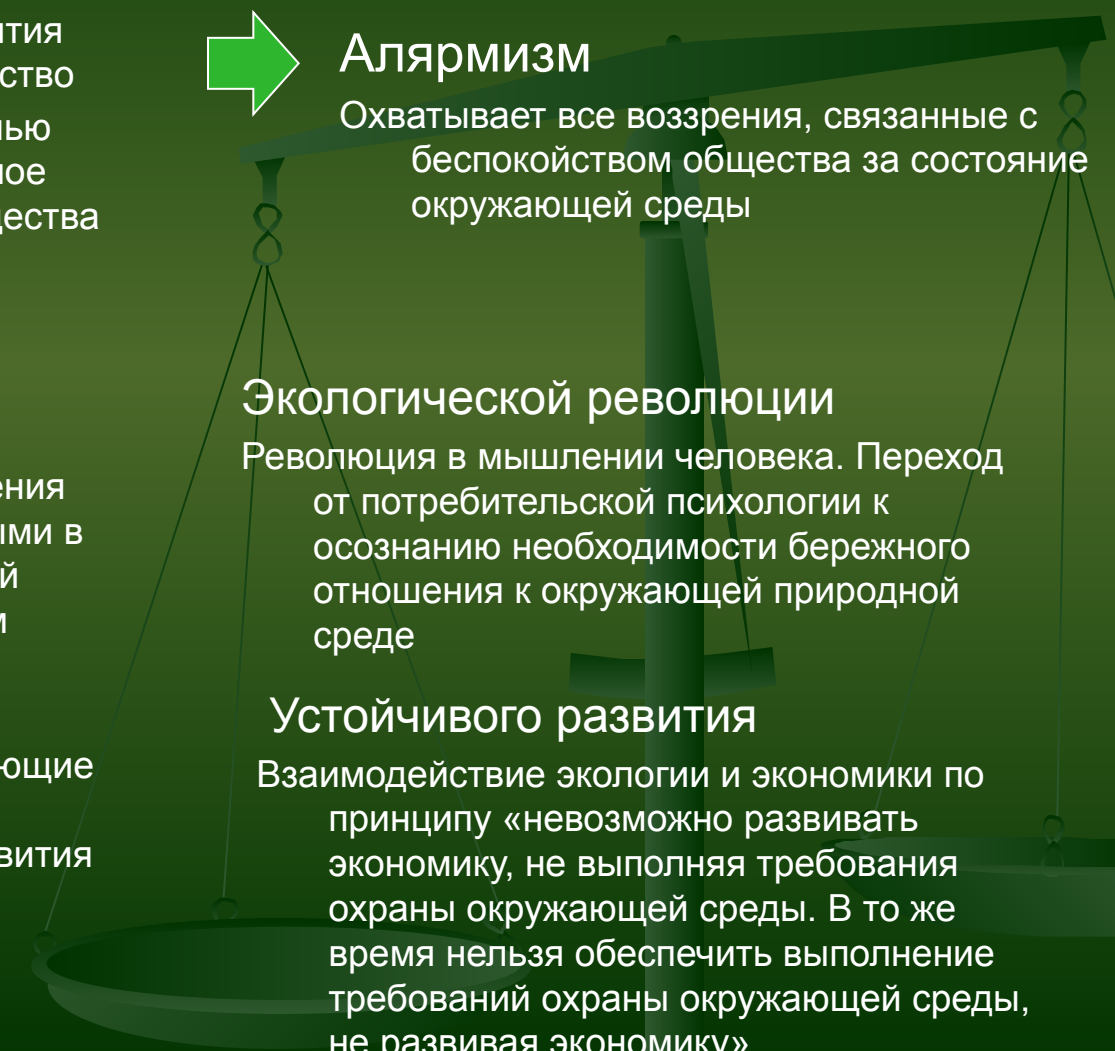 Алярмизм
Охватывает все воззрения, связанные с
беспокойством общества за состояние
окружающей среды
Экологической революции
Революция в мышлении человека. Переход
от потребительской психологии к
осознанию необходимости бережного
отношения к окружающей природной
среде
Устойчивого развития
Взаимодействие экологии и экономики по
принципу «невозможно развивать
экономику, не выполняя требования
охраны окружающей среды. В то же
время нельзя обеспечить выполнение
требований охраны окружающей среды,
не развивая экономику»